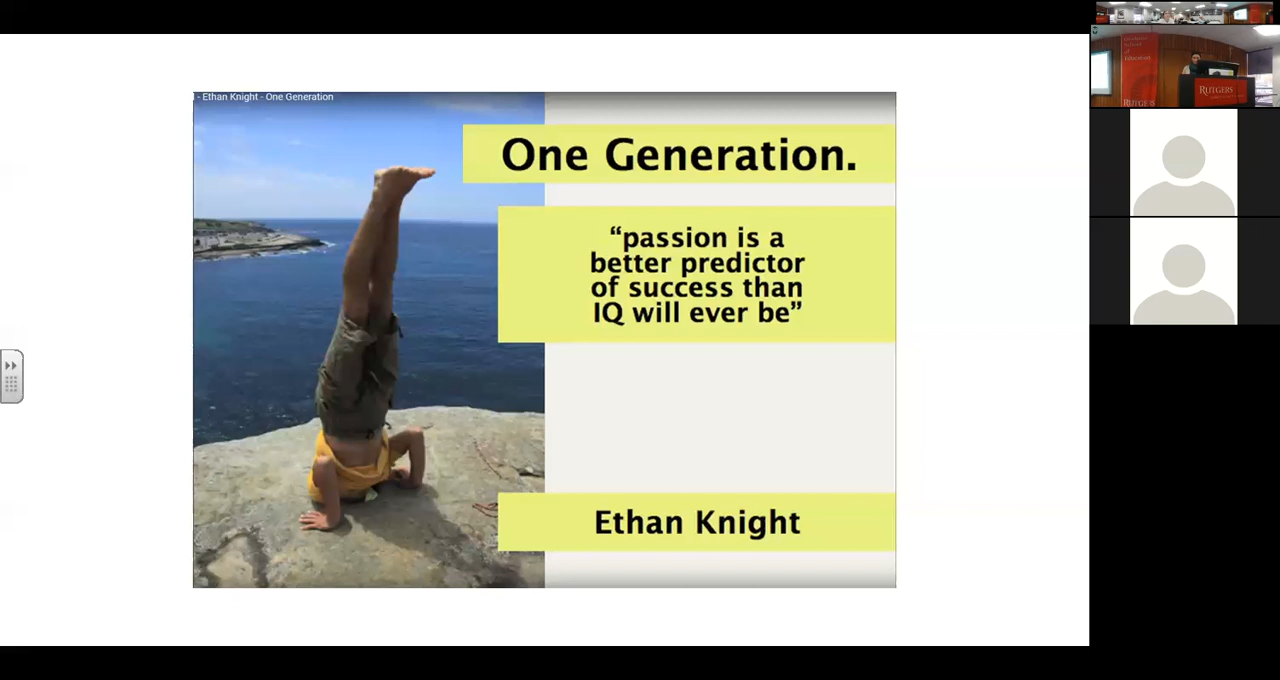 - Ethan Knight - One Generation
One Generation.
“passion is a
better predictor
of success than
IQ will ever be”
Ethan Knight
RUTGERS
RUTGERS